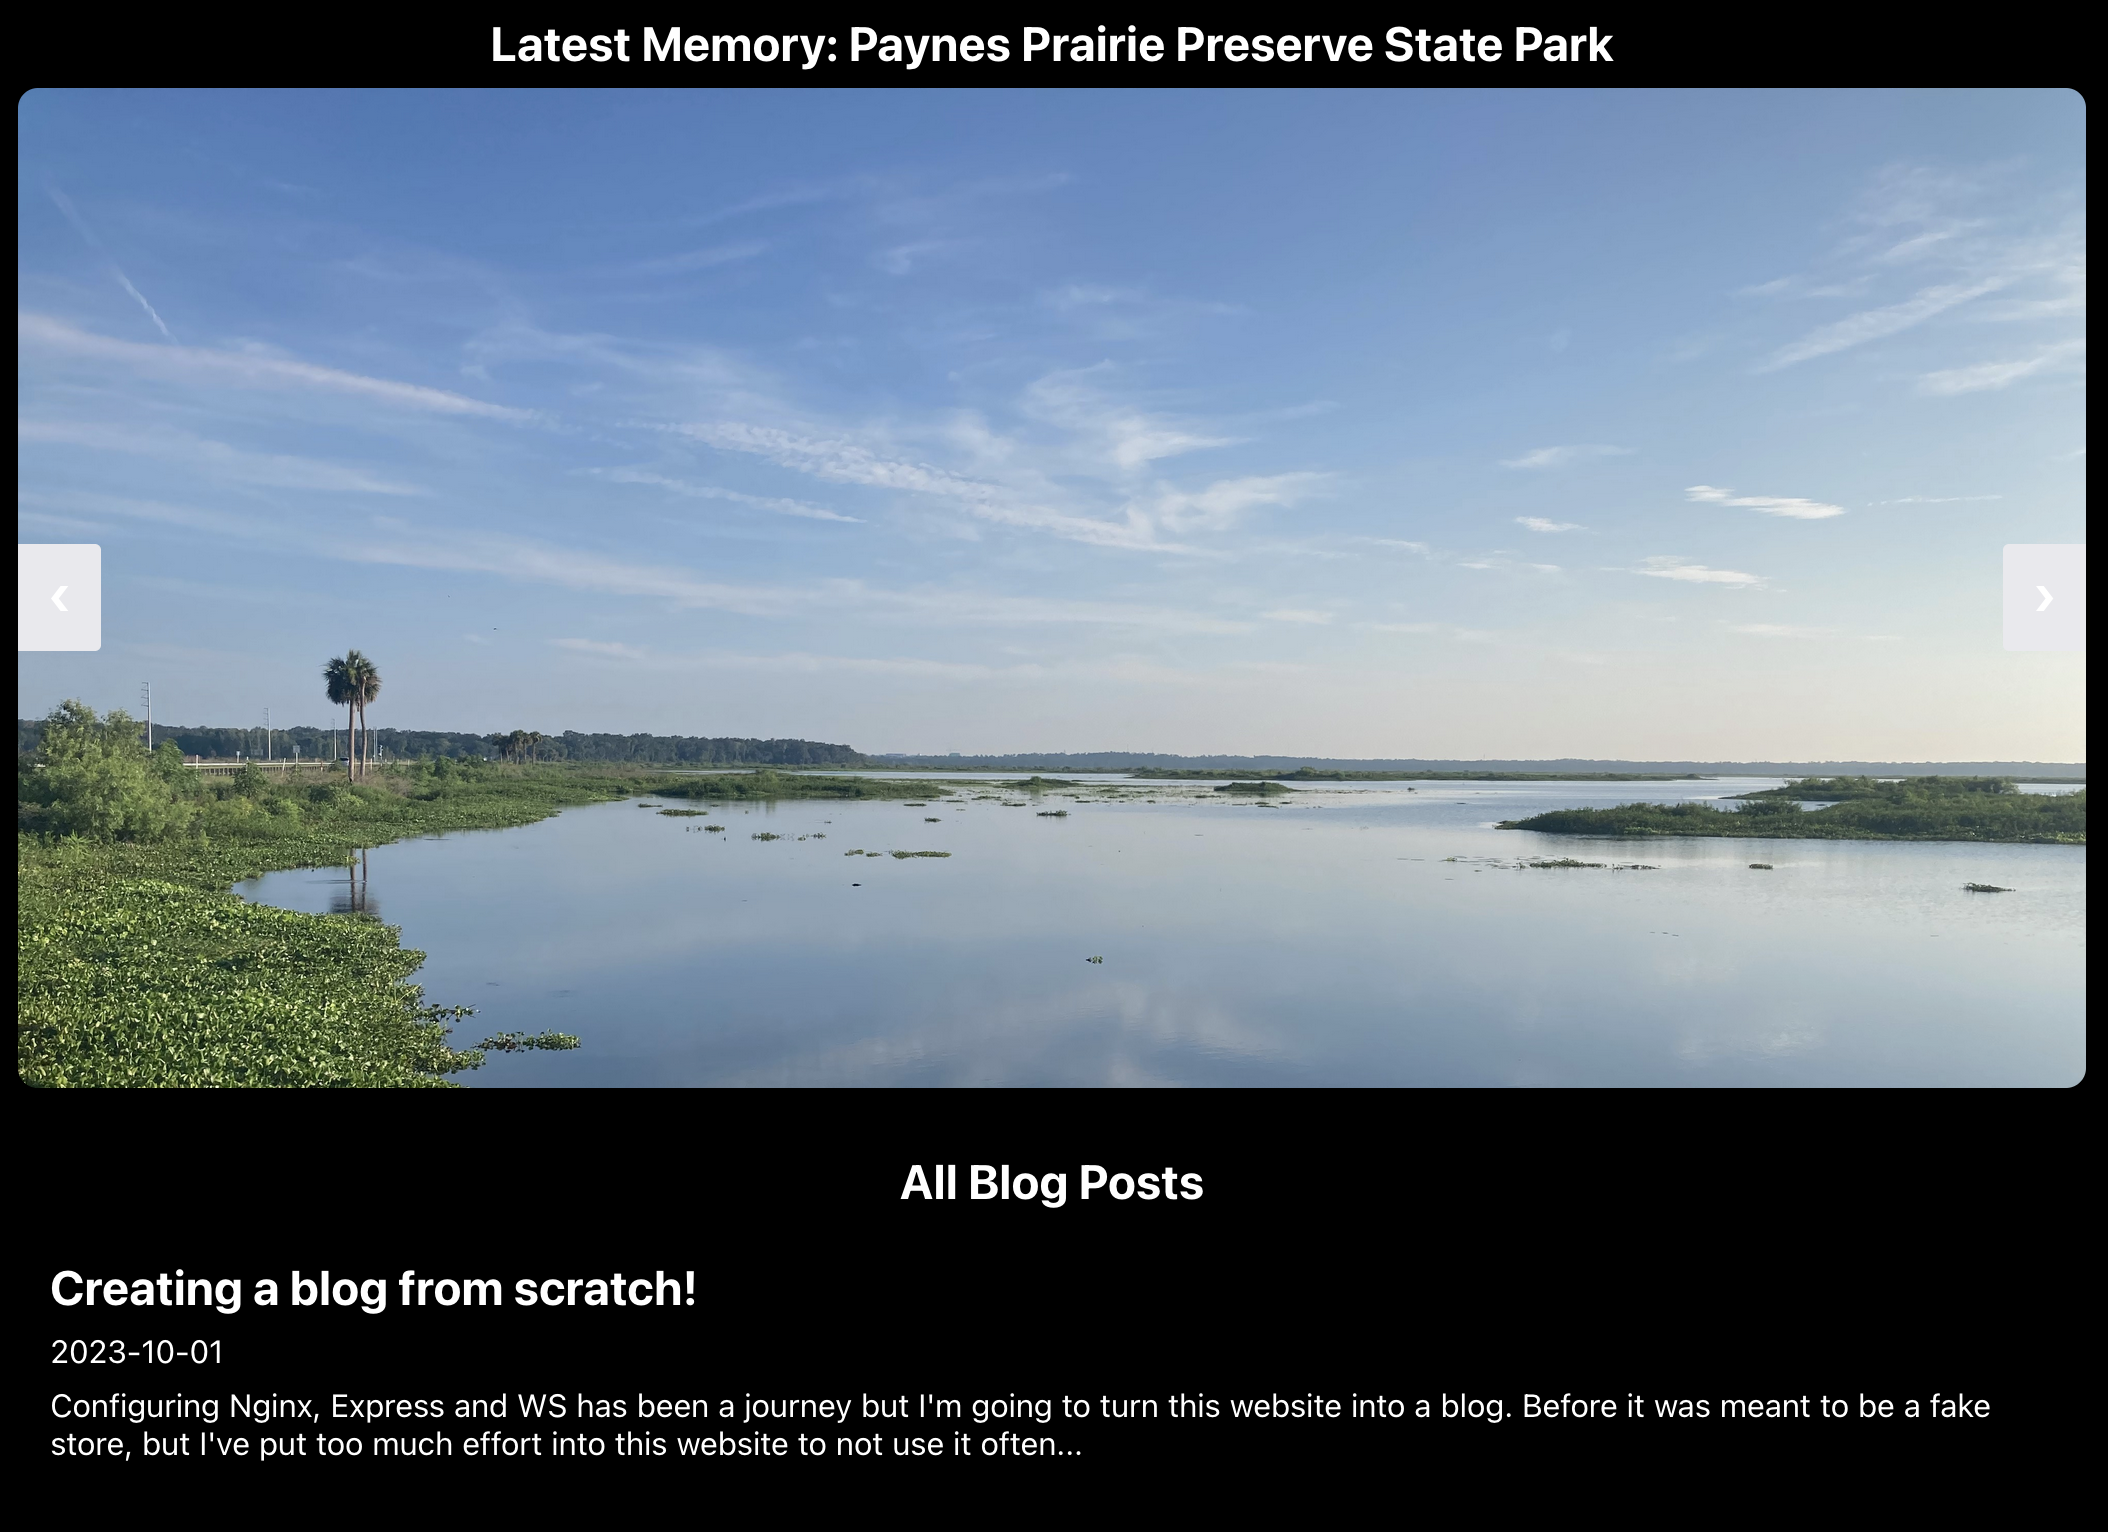 Latest Memory: Paynes Prairie Preserve State Park
❮
❯
All Blog Posts
Creating a blog from scratch!
2023-10-01
Configuring Nginx, Express and WS has been a journey but I'm going to turn this website into a blog. Before it was meant to be a fake
store, but I've put too much effort into this website to not use it often...